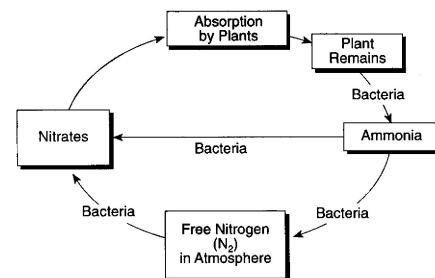 Absorption
by Plants
Plant
Remains
Bacteria
Nitrates
Ammonia
Bacteria
Bacteria
Bacteria
Free Nitrogen
(N₂)
in Atmosphere